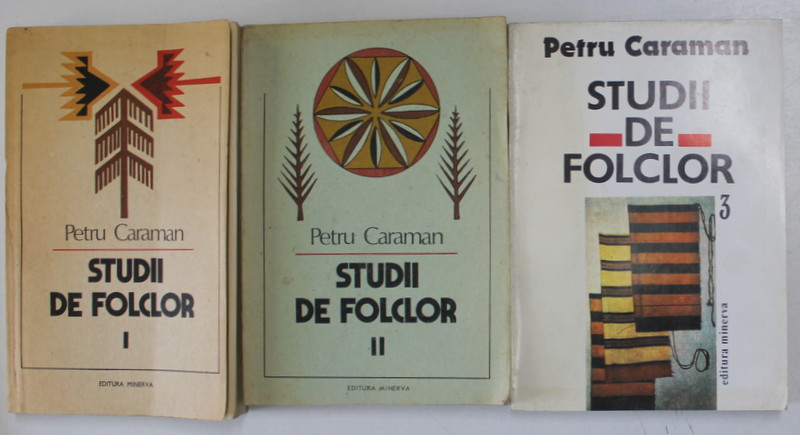 Petru Caraman
STUDII
DE FOLCLOR
I
EDITURA MINERVA
Petru Caraman
STUDII
DE FOLCLOR
II
EDITURA MINERVA
Petru Caraman
STUDII
DE
FOLCLOR
3
editura minerva